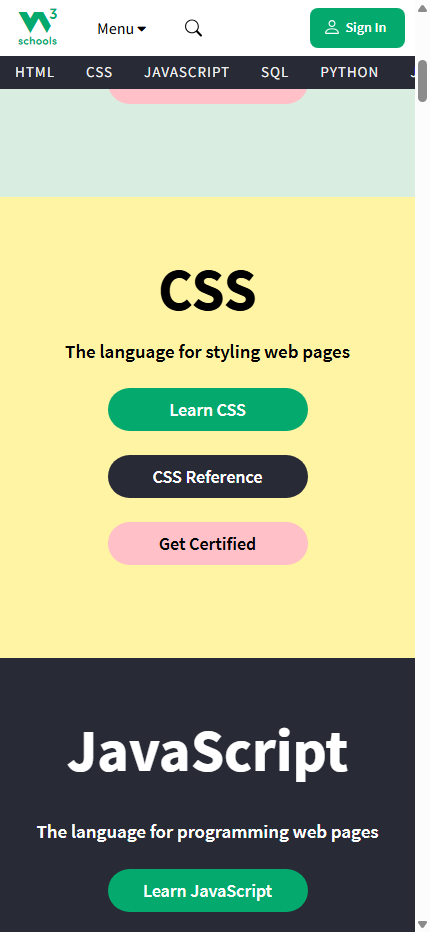 3
schools
Menu
Sign In
HTML CSS JAVASCRIPT SQL PYTHON
CSS
The language for styling web pages
Learn CSS
CSS Reference
Get Certified
JavaScript
The language for programming web pages
Learn JavaScript